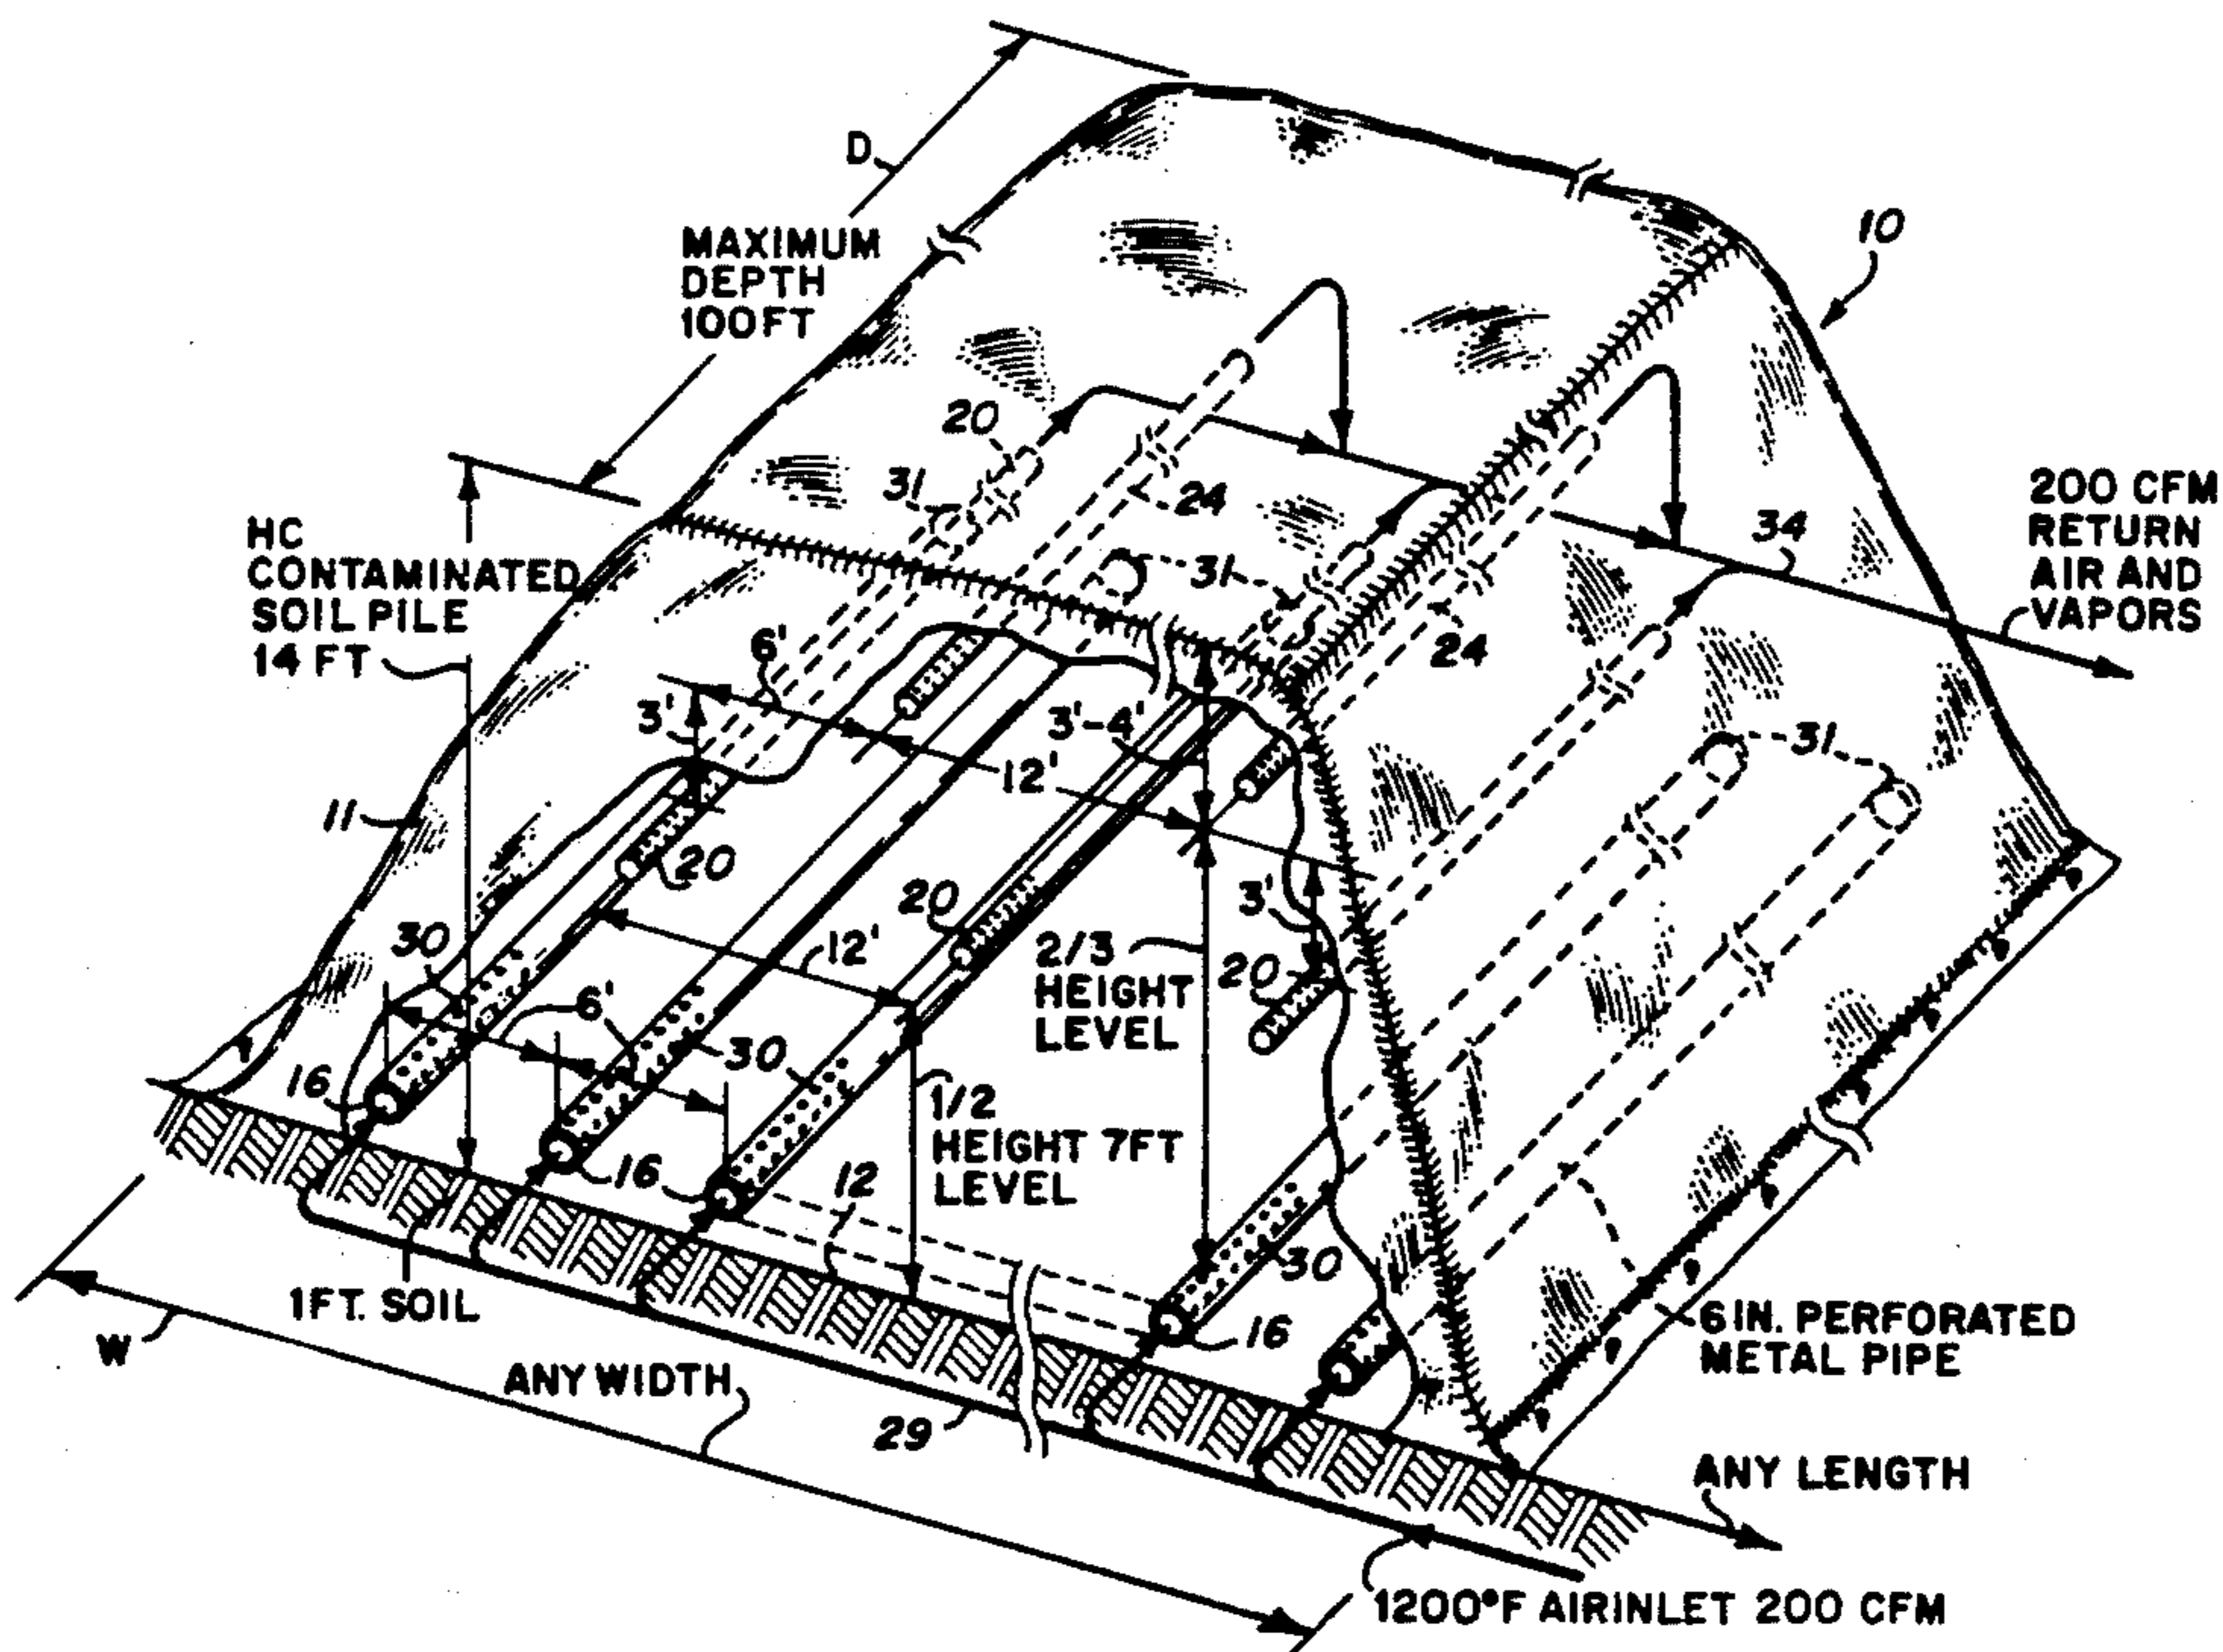 D
10
MAXIMUM
DEPTH
100FT
20
31
24
HC
CONTAMINATED
SOIL PILE
14 FT
31
34
200 CFM
RETURN
AIR AND
VAPORS
24
6'
3'
3'-4'
12'
31
11
20
20
3'
30
12'
2/3
HEIGHT
LEVEL
20
6'
30
16
1/2
HEIGHT 7FT
LEVEL
16
12
30
16
1FT. SOIL
6IN. PERFORATED
METAL PIPE
W
ANY WIDTH
29
ANY LENGTH
1200°F AIRINLET 200 CFM